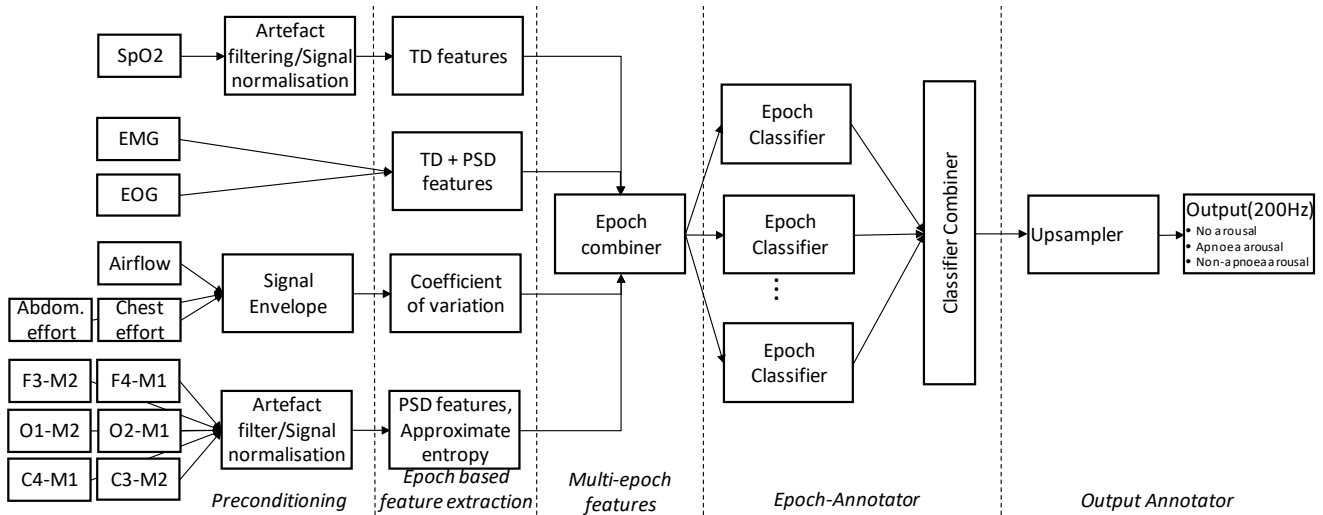 SpO2
Artefact
filtering/Signal
normalisation
TD features
EMG
EOG
TD + PSD
features
Airflow
Abdom.
effort
Chest
effort
Signal
Envelope
Coefficient
of variation
F3-M2
F4-M1
O1-M2
O2-M1
C4-M1
C3-M2
Artefact
filter/Signal
normalisation
PSD features,
Approximate
entropy
Epoch
combiner
Epoch
Classifier
Epoch
Classifier
Epoch
Classifier
Classifier Combiner
Upsampler
Output(200Hz)
• No arousal
• Apnoea arousal
• Non-apnoea arousal
Preconditioning
Epoch based
feature extraction
Multi-epoch
features
Epoch-Annotator
Output Annotator